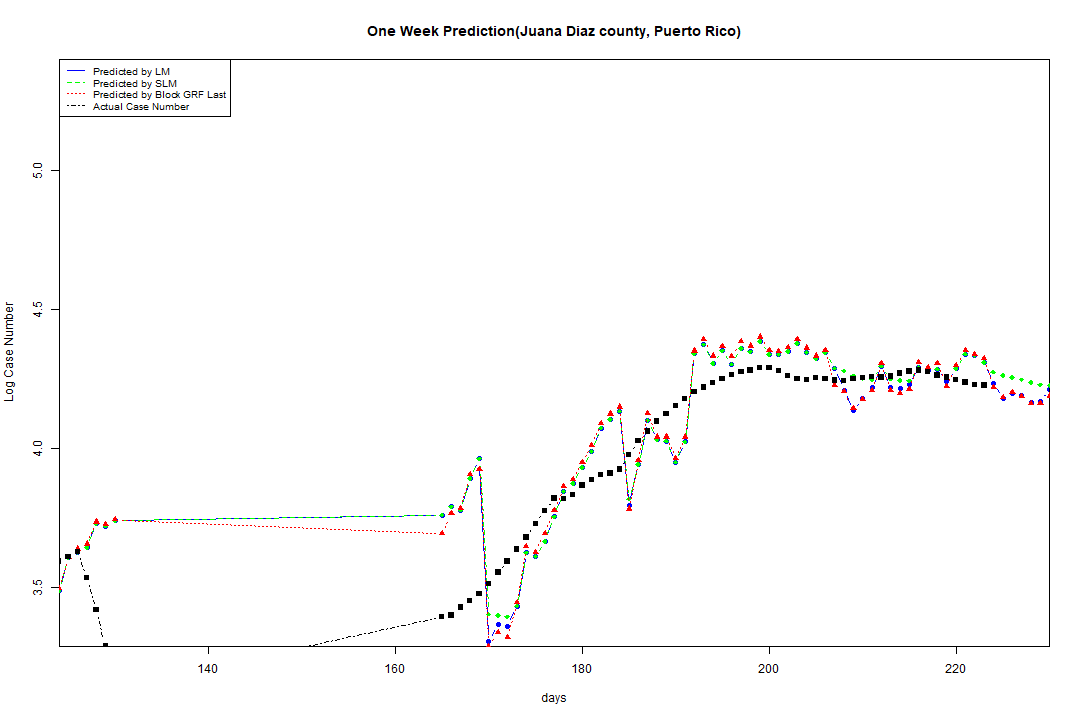 One Week Prediction(Juana Diaz county, Puerto Rico)
Predicted by LM
Predicted by SLM
Predicted by Block GRF Last
Actual Case Number
5.0
4.5
4.0
3.5
Log Case Number
140 160 180 200 220
days